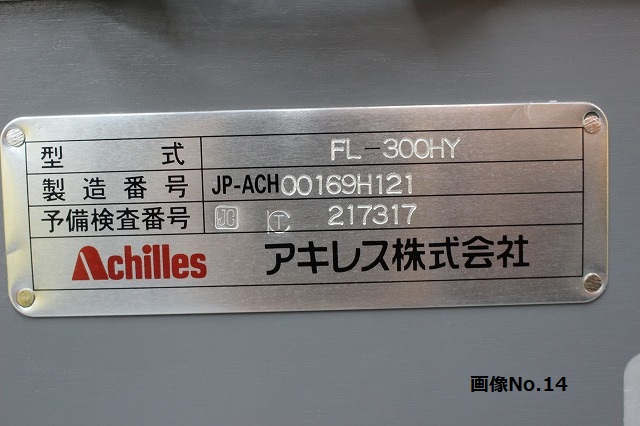 型式 FL-300HY
製造番号 JP-ACH00169H121
予備検査番号 JG T 217317
Achilles アキレス株式会社
画像No.14